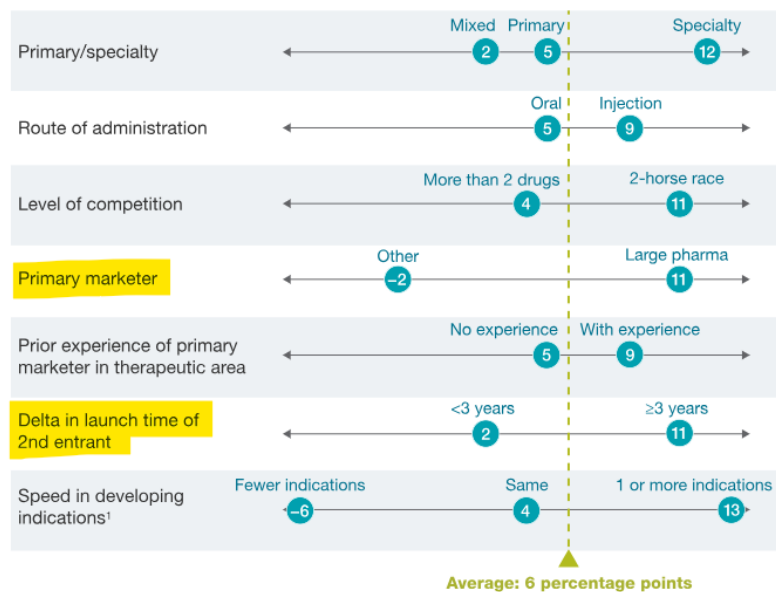 Mixed Primary Specialty
Primary/specialty
2 5 12
Oral Injection
Route of administration
5 9
More than 2 drugs 2-horse race
Level of competition
4 11
Other Large pharma
Primary marketer
−2 11
No experience With experience
Prior experience of primary
marketer in therapeutic area
5 9
<3 years ≥3 years
Delta in launch time of
2nd entrant
2 11
Fewer indications Same 1 or more indications
Speed in developing
indications¹
−6 4 13
Average: 6 percentage points